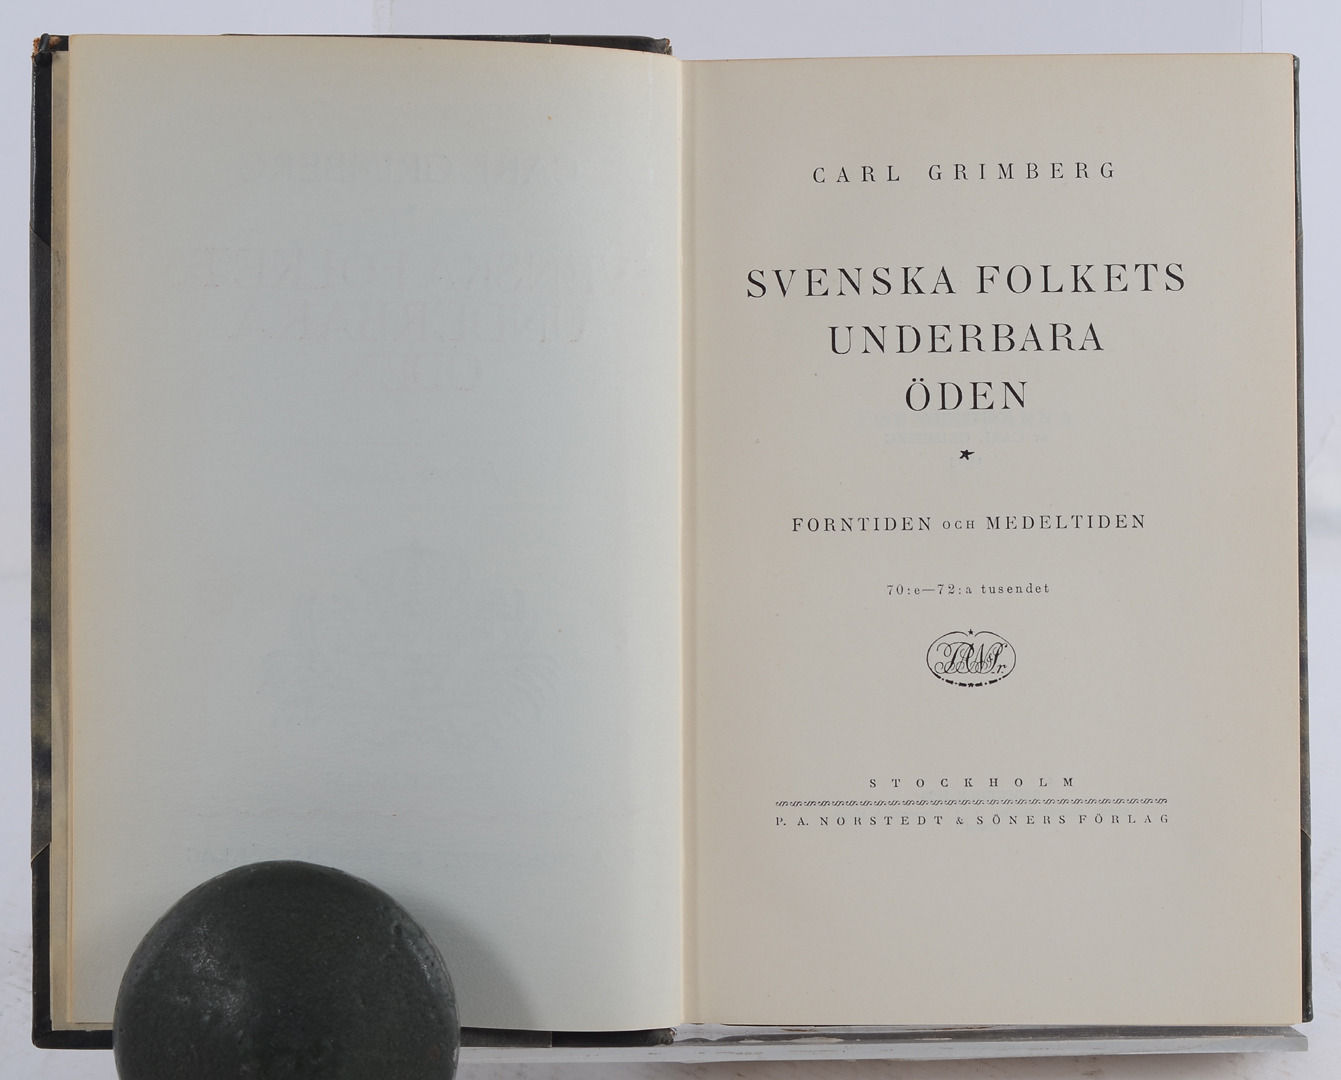 CARL GRIMBERG
SVENSKA FOLKETS
UNDERBARA
ÖDEN
FORNTIDEN OCH MEDELTIDEN
70:e—72:a tusendet
STOCKHOLM
P. A. NORSTEDT & SÖNERS FÖRLAG